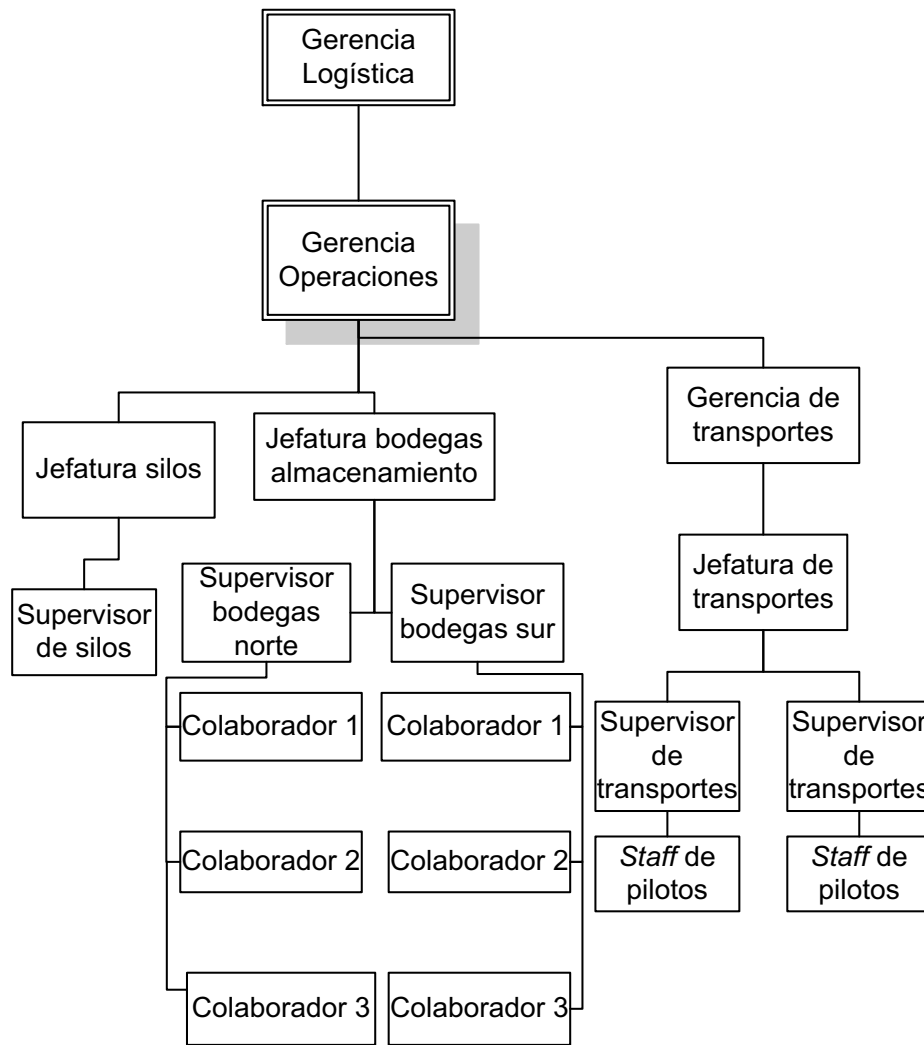 Gerencia
Logística
Gerencia
Operaciones
Gerencia de
transportes
Jefatura silos
Jefatura bodegas
almacenamiento
Jefatura de
transportes
Supervisor
de silos
Supervisor
bodegas
norte
Supervisor
bodegas sur
Colaborador 1
Colaborador 1
Colaborador 2
Colaborador 2
Colaborador 3
Colaborador 3
Supervisor
de
transportes
Supervisor
de
transportes
Staff de
pilotos
Staff de
pilotos